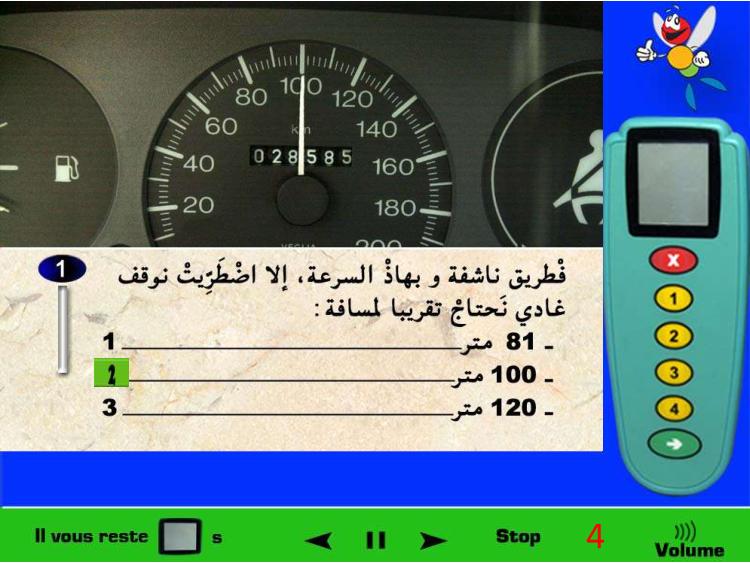 80
100
120
60
km
140
40
028585
160
20
180
VEGLIA
200
1
فْطريق ناشفة و بهاذْ السرعة، إلا اضْطَرِّيتْ نوقف
غادي نَحتاجْ تقريبا لمسافة :
ـ 81 متر 1
ـ 100 متر 2
ـ 120 متر 3
X
1
2
3
4
Il vous reste s
Stop
4
Volume